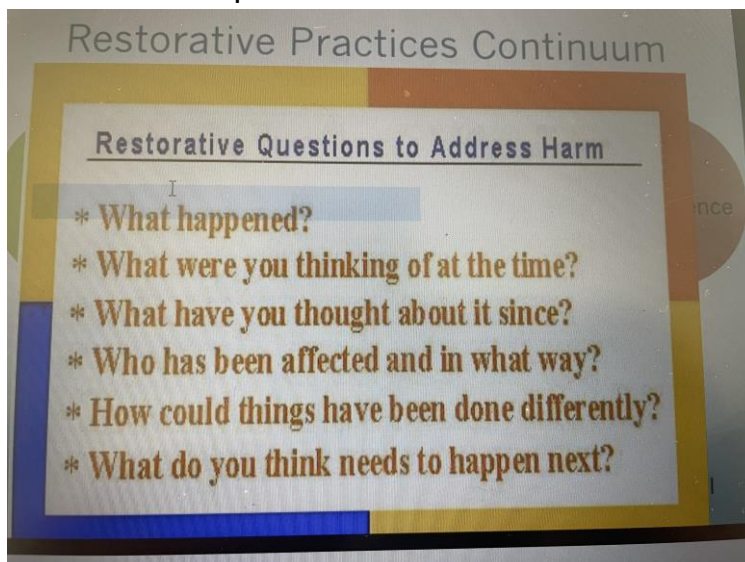 Restorative Practices Continuum
Restorative Questions to Address Harm
* What happened?
* What were you thinking of at the time?
* What have you thought about it since?
* Who has been affected and in what way?
* How could things have been done differently?
* What do you think needs to happen next?